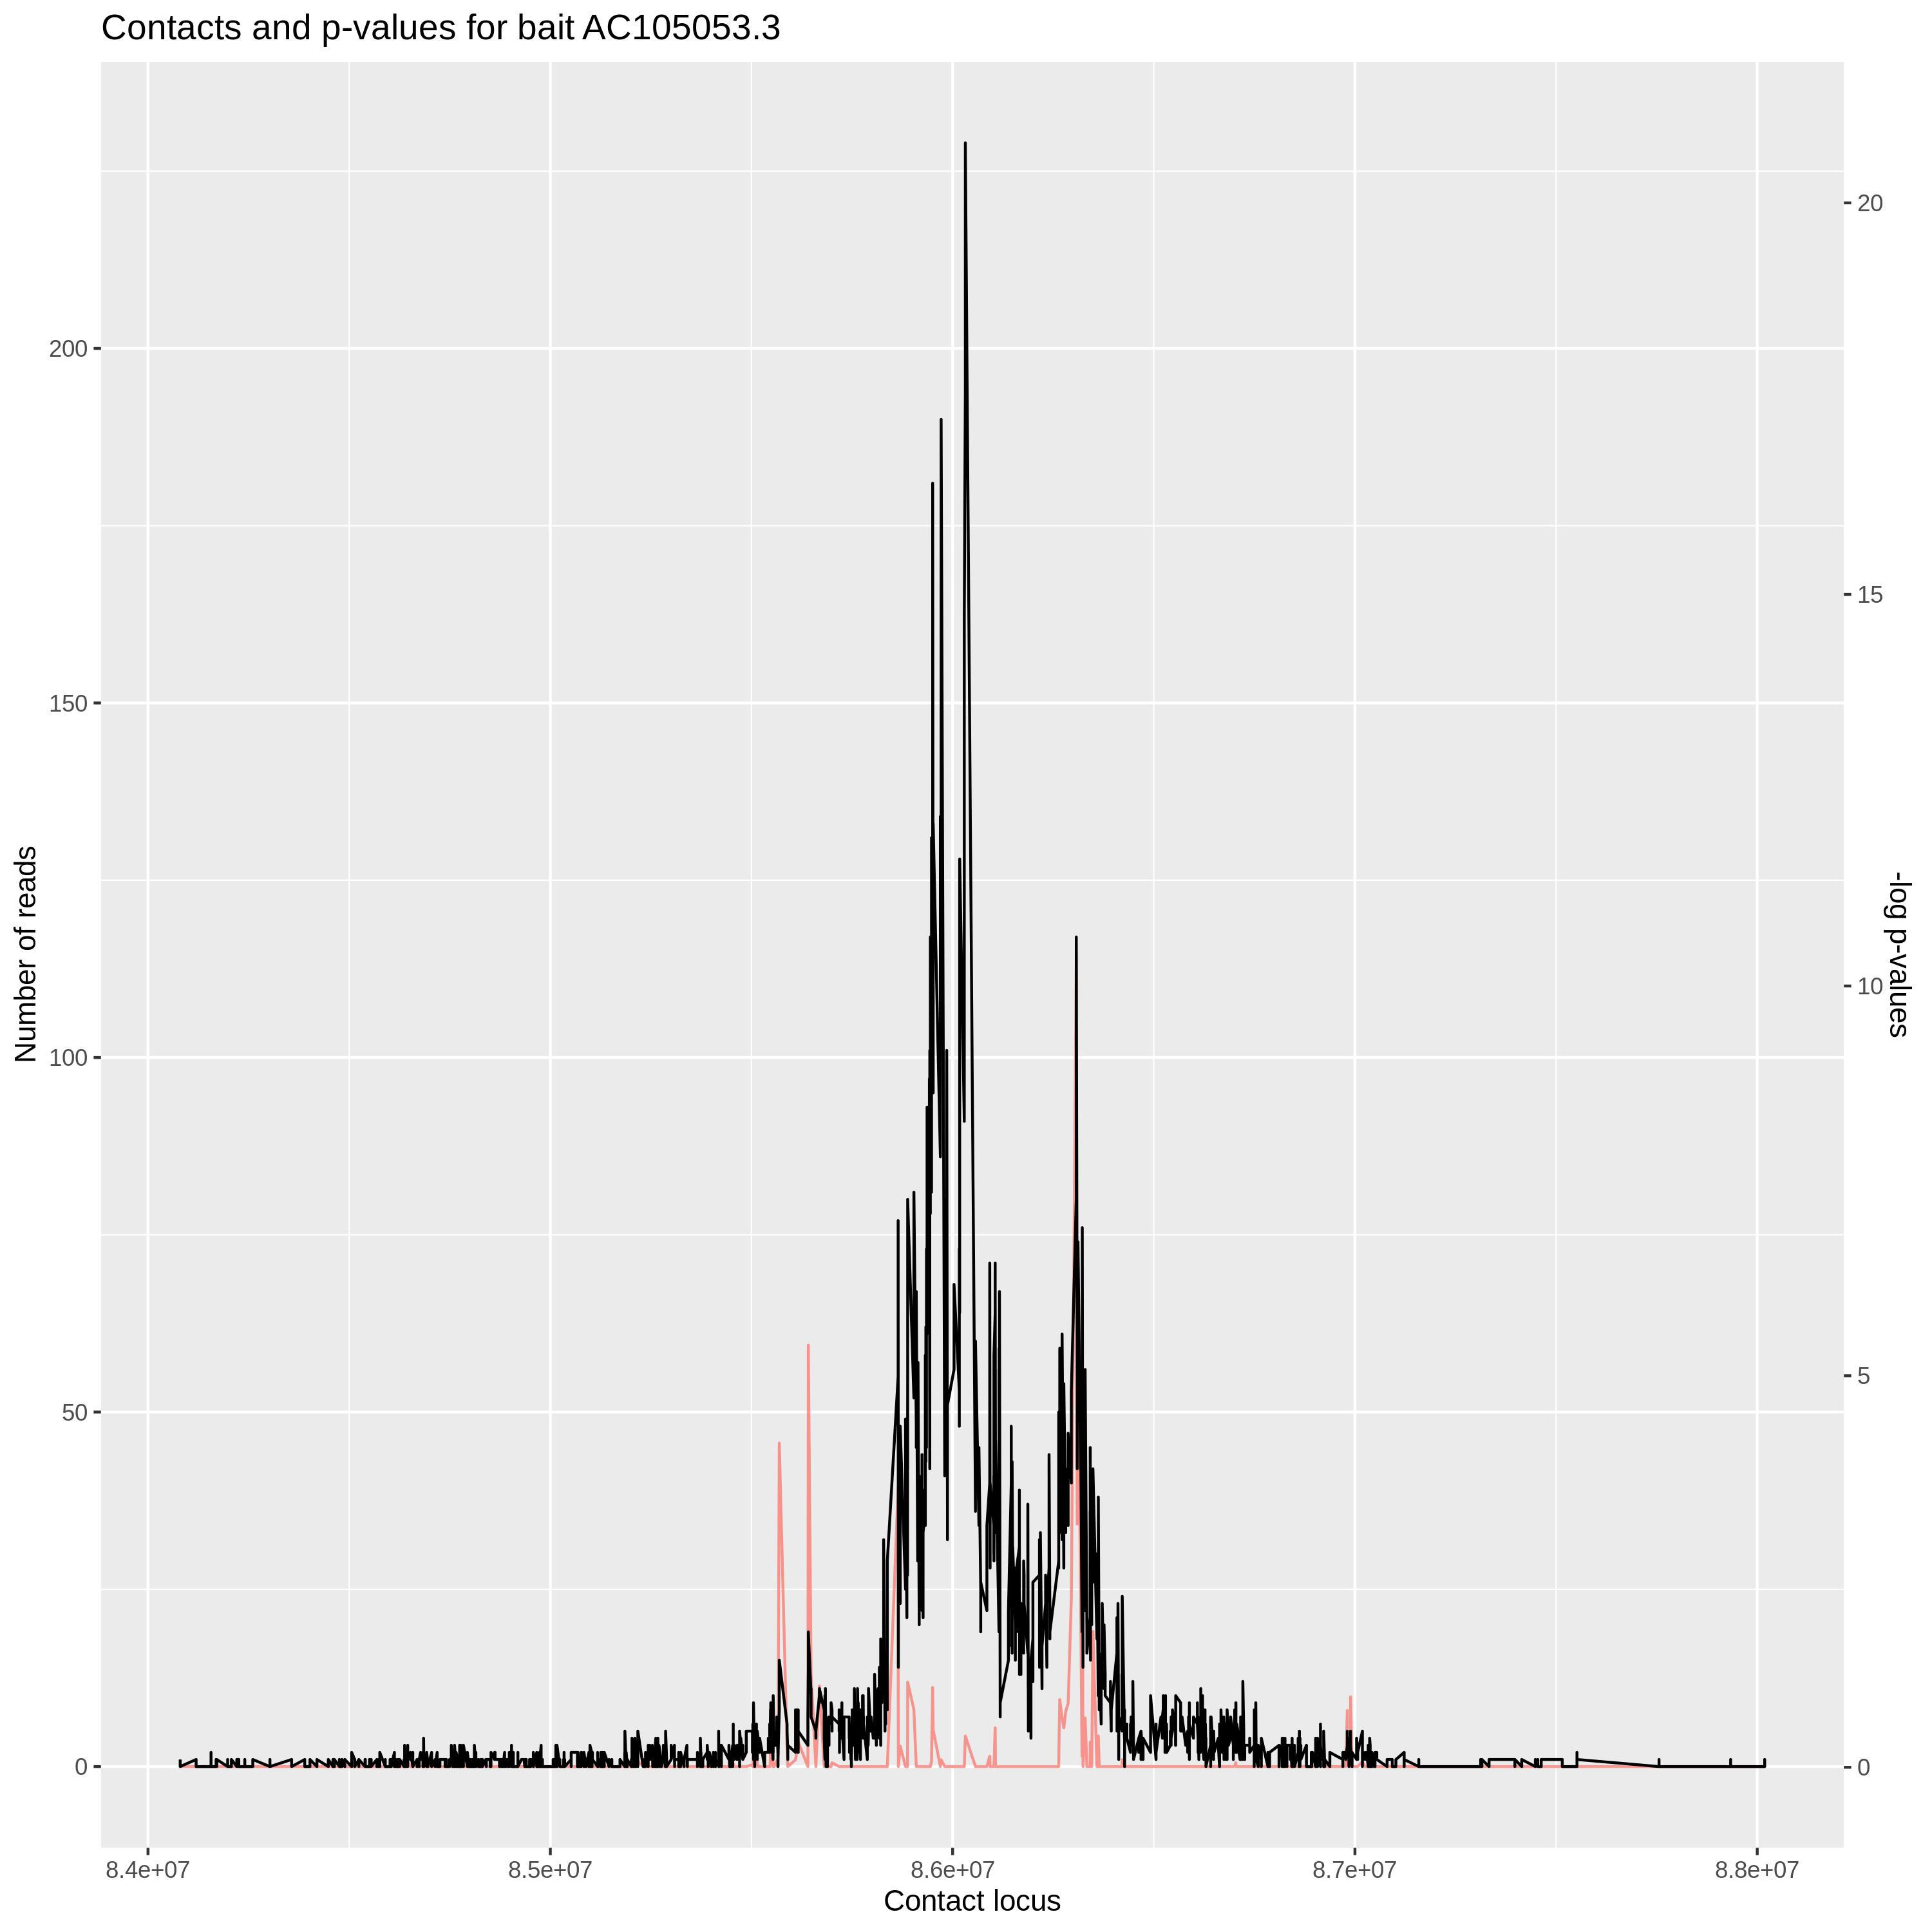 Contacts and p-values for bait AC105053.3
Number of reads
200
150
100
50
0
20
15
10
5
0
-log p-values
8.4e+07 8.5e+07 8.6e+07 8.7e+07 8.8e+07
Contact locus